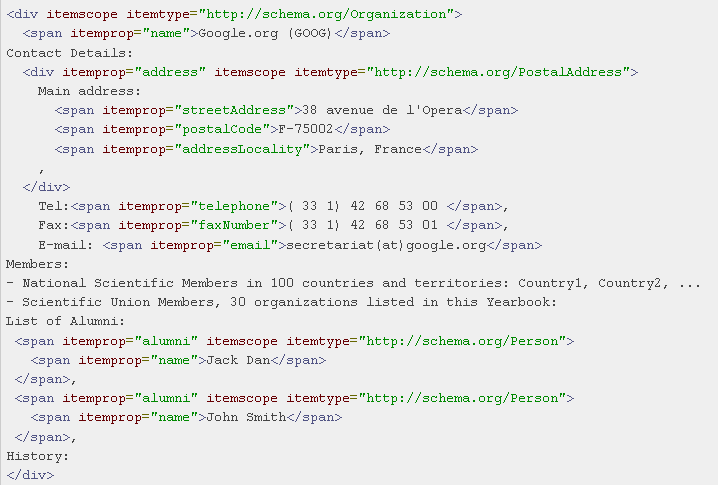 <div itemscope itemtype="http://schema.org/Organization">
<span itemprop="name">Google.org (GOOG)</span>
Contact Details:
<div itemprop="address" itemscope itemtype="http://schema.org/PostalAddress">
Main address:
<span itemprop="streetAddress">38 avenue de l'Opera</span>
<span itemprop="postalCode">F-75002</span>
<span itemprop="addressLocality">Paris, France</span>
,
</div>
Tel:<span itemprop="telephone">( 33 1) 42 68 53 00 </span>,
Fax:<span itemprop="faxNumber">( 33 1) 42 68 53 01 </span>,
E-mail: <span itemprop="email">secretariat(at)google.org</span>
Members:
- National Scientific Members in 100 countries and territories: Country1, Country2, ...
- Scientific Union Members, 30 organizations listed in this Yearbook:
List of Alumni:
<span itemprop="alumni" itemscope itemtype="http://schema.org/Person">
<span itemprop="name">Jack Dan</span>
</span>,
<span itemprop="alumni" itemscope itemtype="http://schema.org/Person">
<span itemprop="name">John Smith</span>
</span>,
History:
</div>